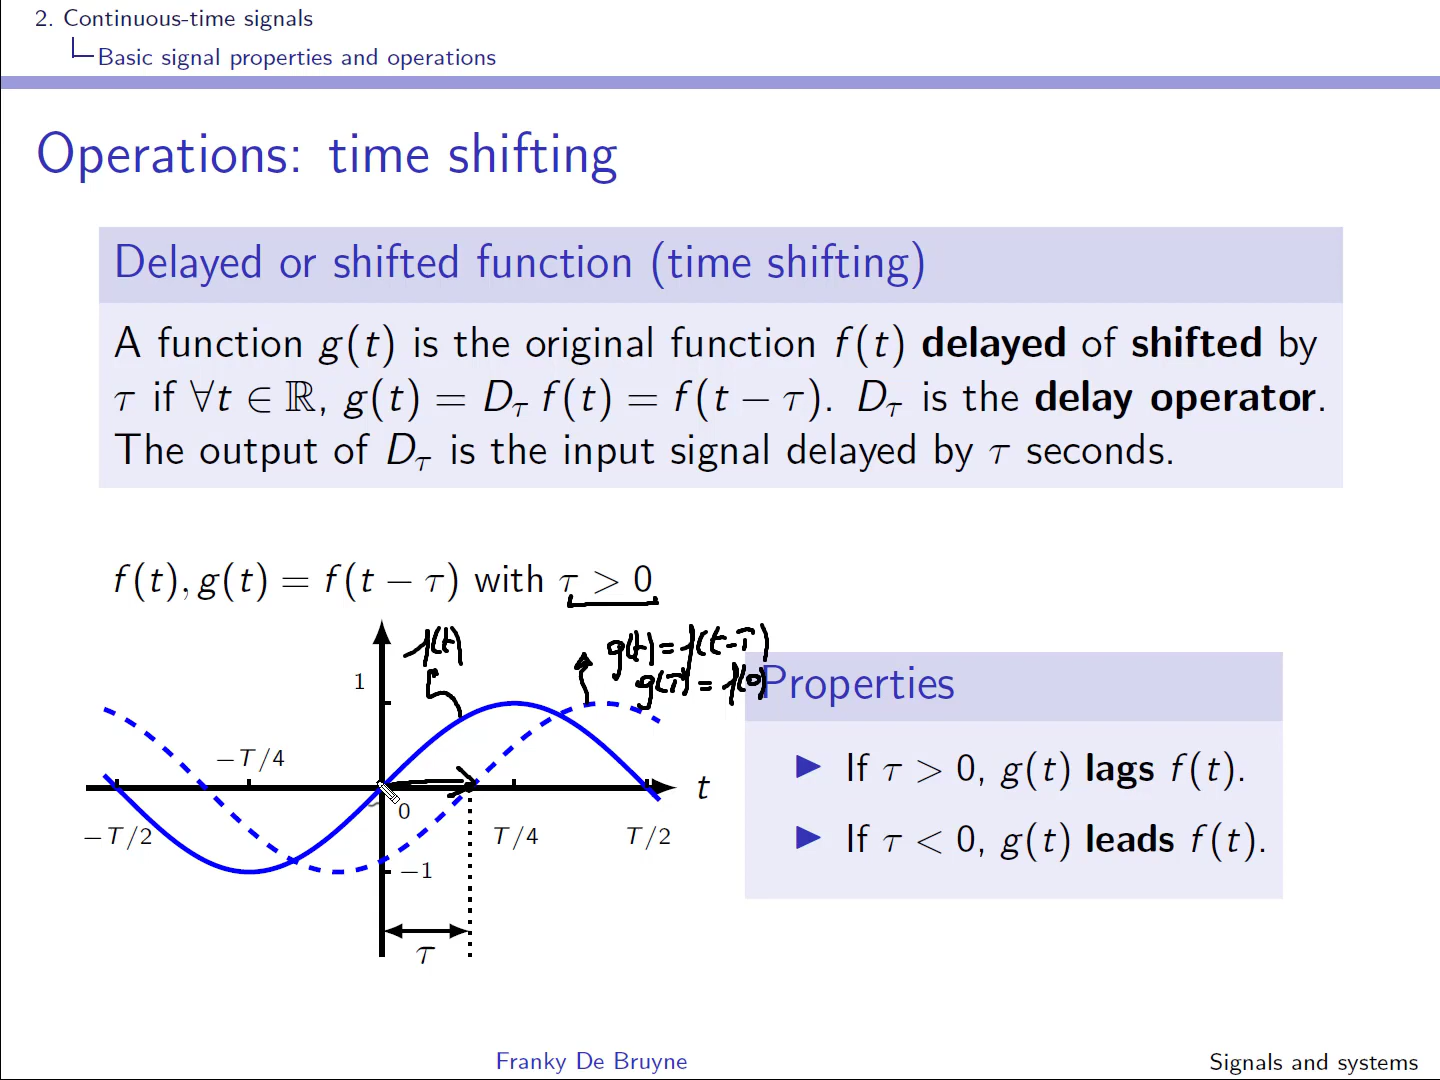 2. Continuous-time signals
Basic signal properties and operations
Operations: time shifting
Delayed or shifted function (time shifting)
A function g(t) is the original function f(t) delayed of shifted by
τ if ∀t ∈ ℝ, g(t) = D_τ f(t) = f(t − τ). D_τ is the delay operator.
The output of D_τ is the input signal delayed by τ seconds.
f(t), g(t) = f(t − τ) with τ > 0
f(t)
g(t) = f(t-τ)
g(τ) = f(0)
1
−T/4
t
0
−T/2
T/4
T/2
−1
τ
Properties
▶ If τ > 0, g(t) lags f(t).
▶ If τ < 0, g(t) leads f(t).
Franky De Bruyne
Signals and systems